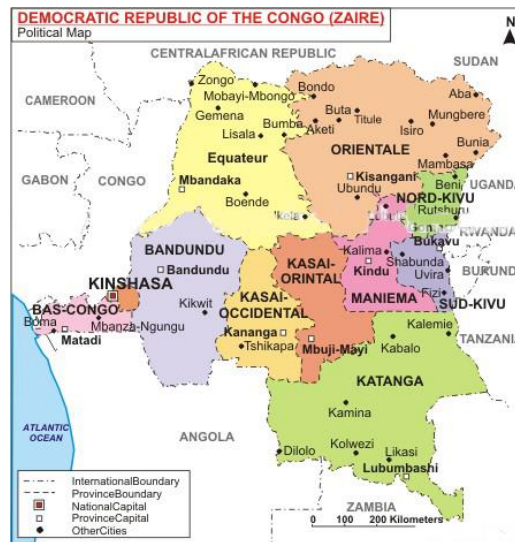 DEMOCRATIC REPUBLIC OF THE CONGO (ZAIRE)
Political Map
N
CENTRALAFRICAN REPUBLIC
SUDAN
CAMEROON
Zongo
Mobayi-Mbongo
Bondo
Aba
Gemena
Buta
Titule
Mungbere
Lisala
Bumba
Aketi
Isiro
Bunia
Equateur
ORIENTALE
Mambasa
GABON
CONGO
Mbandaka
Kisangani
Beni
UGANDA
Boende
Ubundu
NORD-KIVU
Rutshuru
RWANDA
BANDUNDU
KASAI-
ORINTAL
Kalima
Bukavu
Shabunda
Bandundu
Kindu
Uvira
BURUNDI
KINSHASA
KASAI-
OCCIDENTAL
MANIEMA
Fizi
SUD-KIVU
BAS-CONGO
Kikwit
Boma
Mbanza-Ngungu
Kananga
Kalemie
Matadi
Tshikapa
Mbuji-Mayi
Kabalo
TANZANIA
KATANGA
Kamina
ATLANTIC
OCEAN
ANGOLA
Dilolo
Kolwezi
Likasi
Lubumbashi
InternationalBoundary
ProvinceBoundary
NationalCapital
ProvinceCapital
OtherCities
ZAMBIA
0 100 200 Kilometers